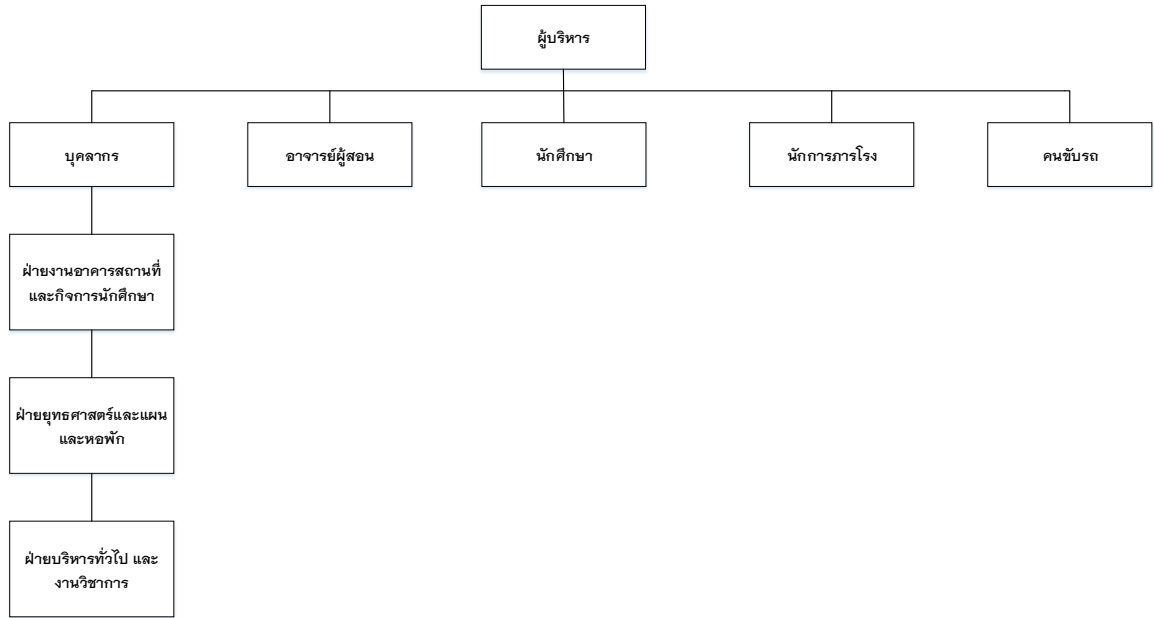 ผู้บริหาร
บุคลากร
อาจารย์ผู้สอน
นักศึกษา
นักการภารโรง
คนขับรถ
ฝ่ายงานอาคารสถานที่
และกิจการนักศึกษา
ฝ่ายยุทธศาสตร์และแผน
และหอพัก
ฝ่ายบริหารทั่วไป และ
งานวิชาการ